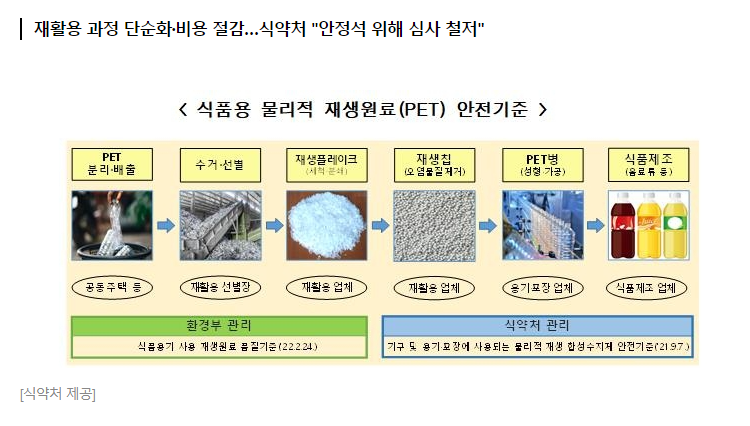 재활용 과정 단순화·비용 절감…식약처 "안정석 위해 심사 철저"
< 식품용 물리적 재생원료(PET) 안전기준 >
PET
분리·배출
수거·선별
재생플레이크
(세척·분쇄)
재생칩
(오염물질제거)
PET병
(성형·가공)
식품제조
(음료류 등)
공동주택 등
재활용 선별장
재활용 업체
재활용 업체
용기포장 업체
식품제조 업체
환경부 관리
식품용기 사용 재생원료 품질기준('22.2.24.)
식약처 관리
기구 및 용기·포장에 사용되는 물리적 재생 합성수지제 안전기준('21.9.7.)
[식약처 제공]